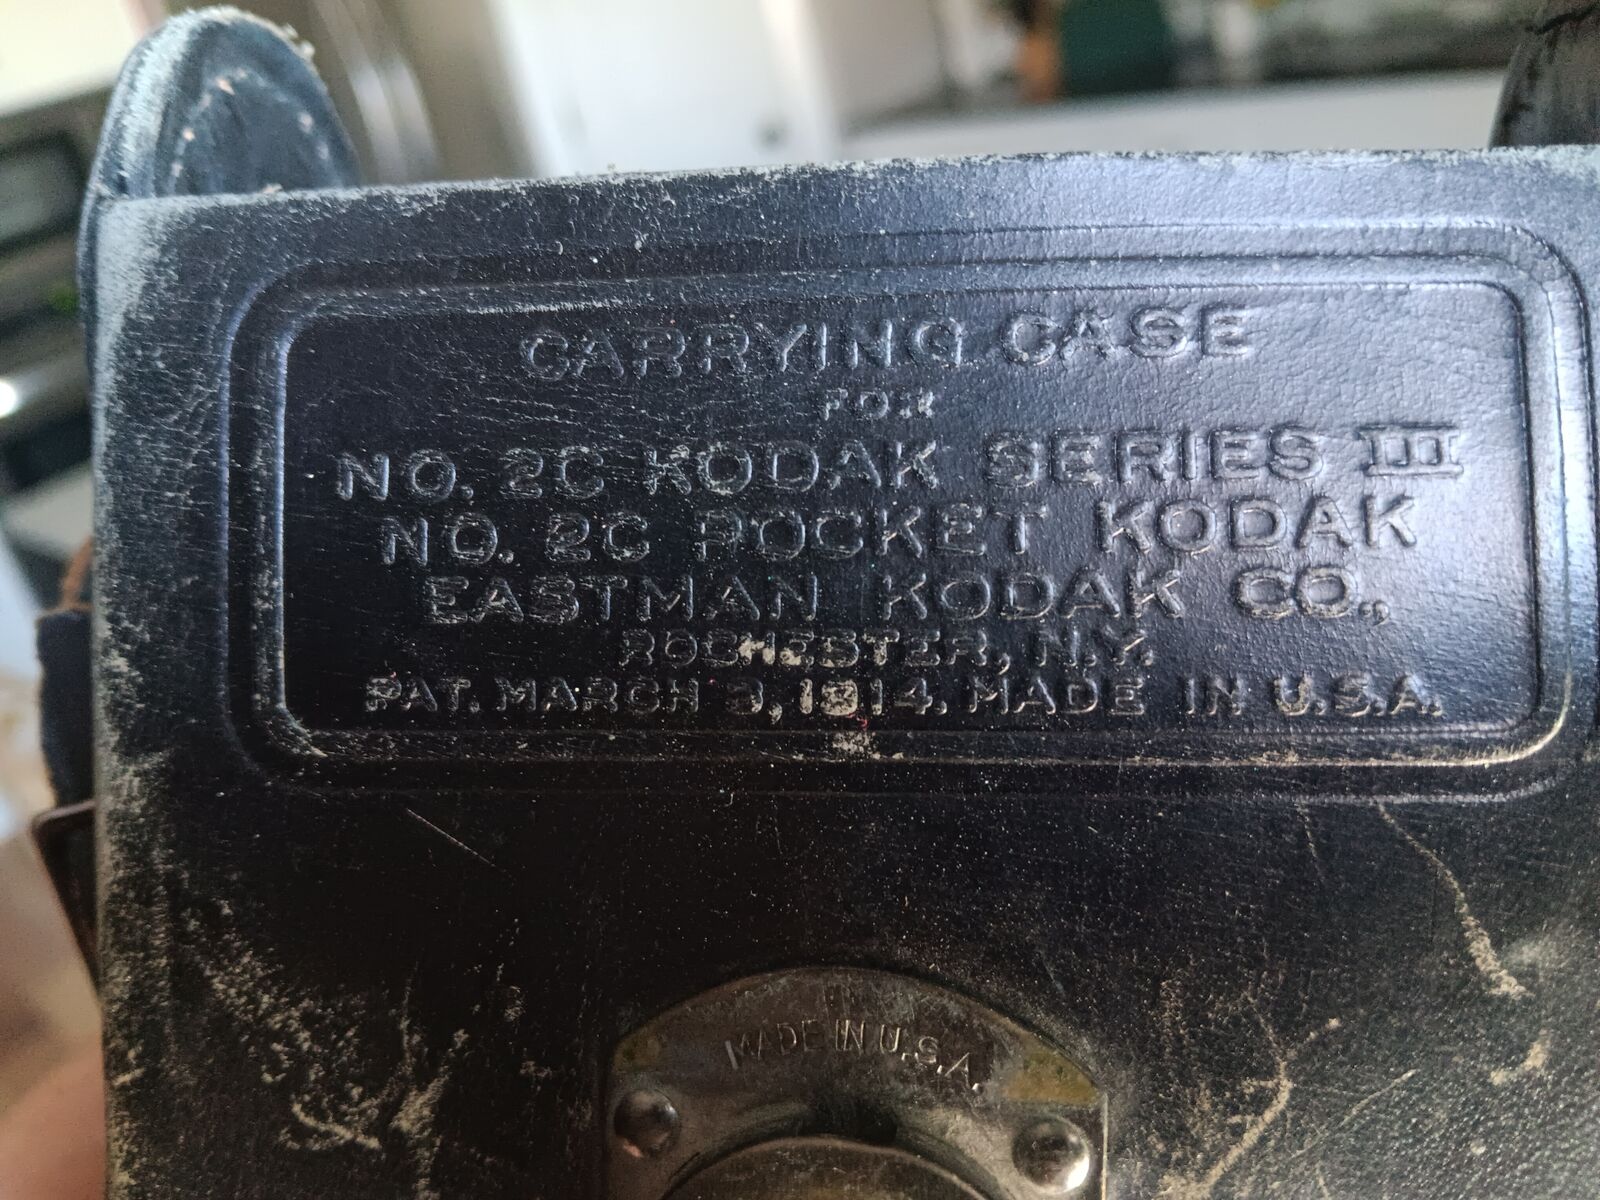 CARRYING CASE
FOR
NO. 2C KODAK SERIES III
NO. 2C POCKET KODAK
EASTMAN KODAK CO.,
ROCHESTER, N.Y.
PAT. MARCH 3, 1914. MADE IN U.S.A.
MADE IN U.S.A.